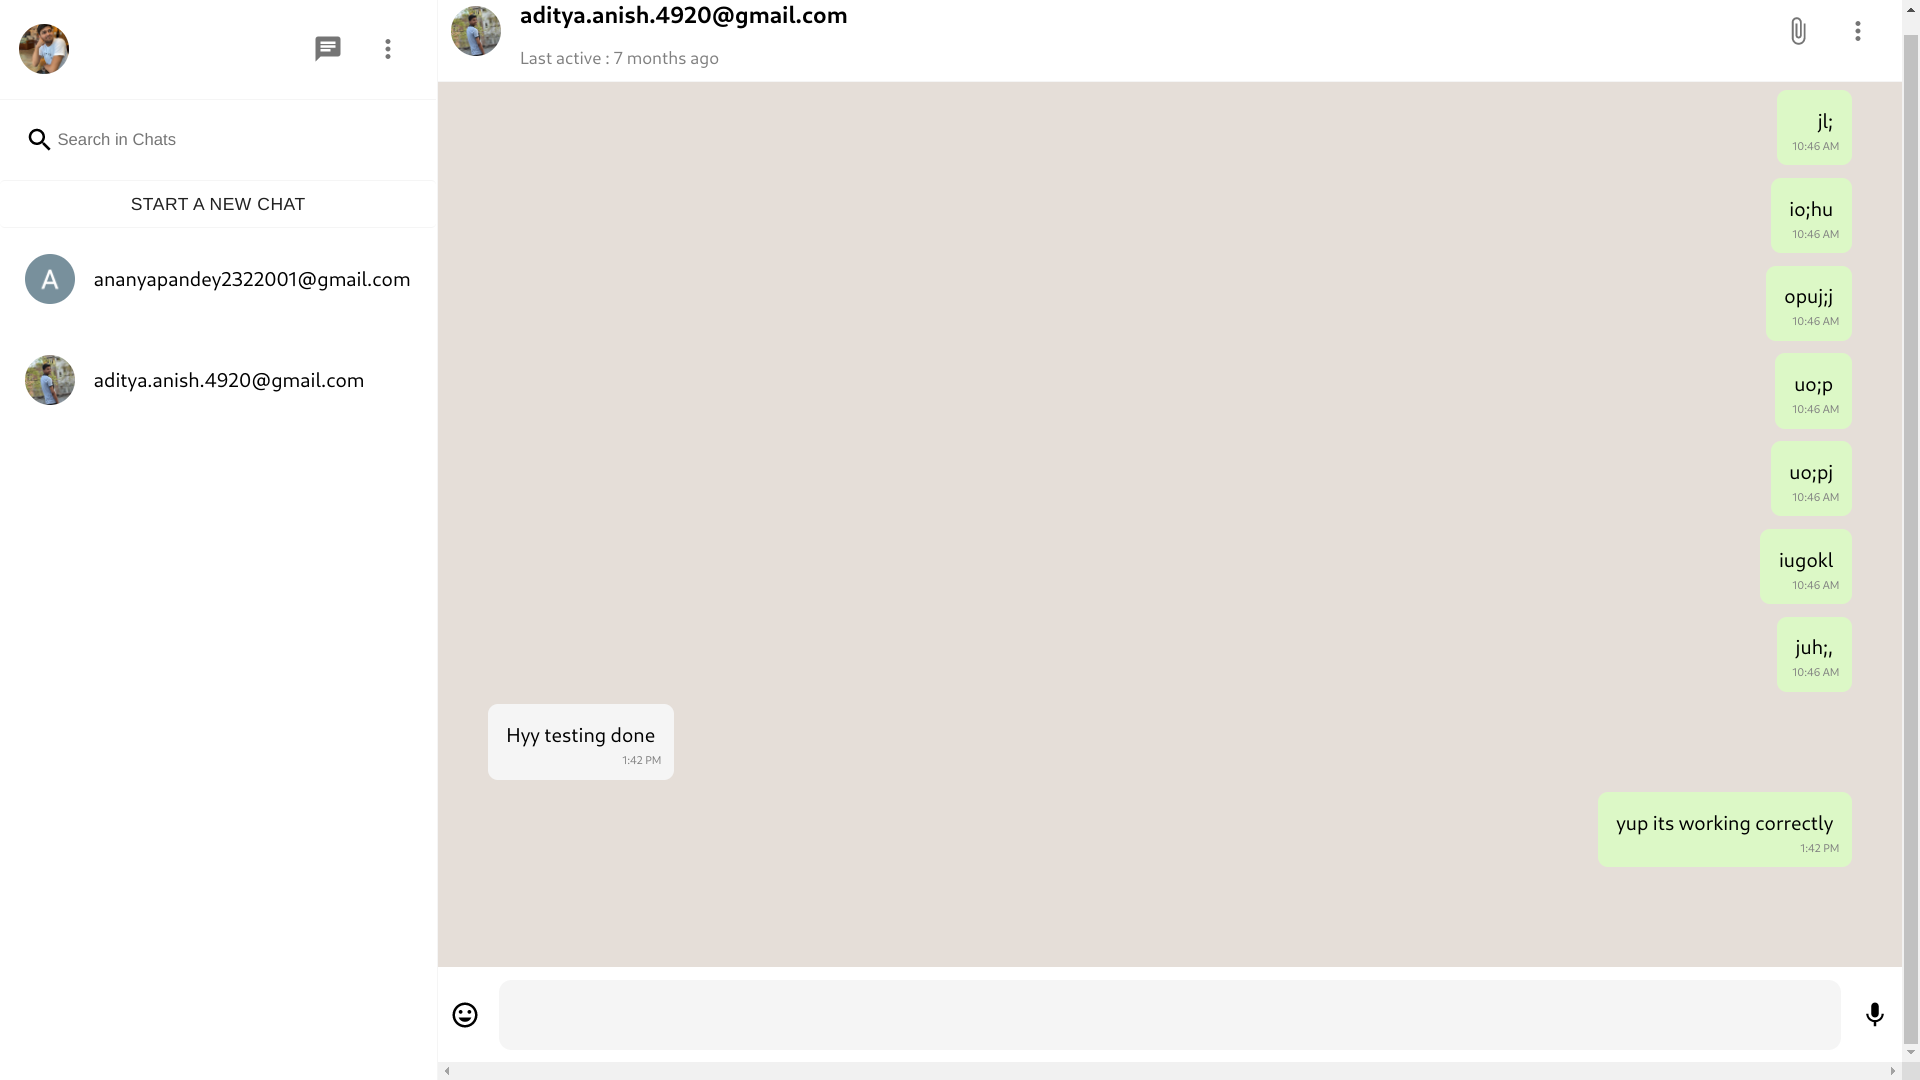 Search in Chats
START A NEW CHAT
A
ananyapandey2322001@gmail.com
aditya.anish.4920@gmail.com
aditya.anish.4920@gmail.com
Last active : 7 months ago
jl;
10:46 AM
io;hu
10:46 AM
opuj;j
10:46 AM
uo;p
10:46 AM
uo;pj
10:46 AM
iugokl
10:46 AM
juh;,
10:46 AM
Hyy testing done
1:42 PM
yup its working correctly
1:42 PM